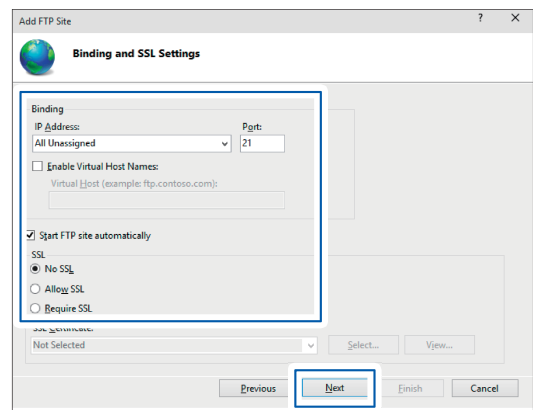 Add FTP Site ? X
Binding and SSL Settings
Binding
IP Address: Port:
All Unassigned 21
Enable Virtual Host Names:
Virtual Host (example: ftp.contoso.com):
Start FTP site automatically
SSL
No SSL
Allow SSL
Require SSL
SSL Certificate:
Not Selected Select... View...
Previous Next Finish Cancel